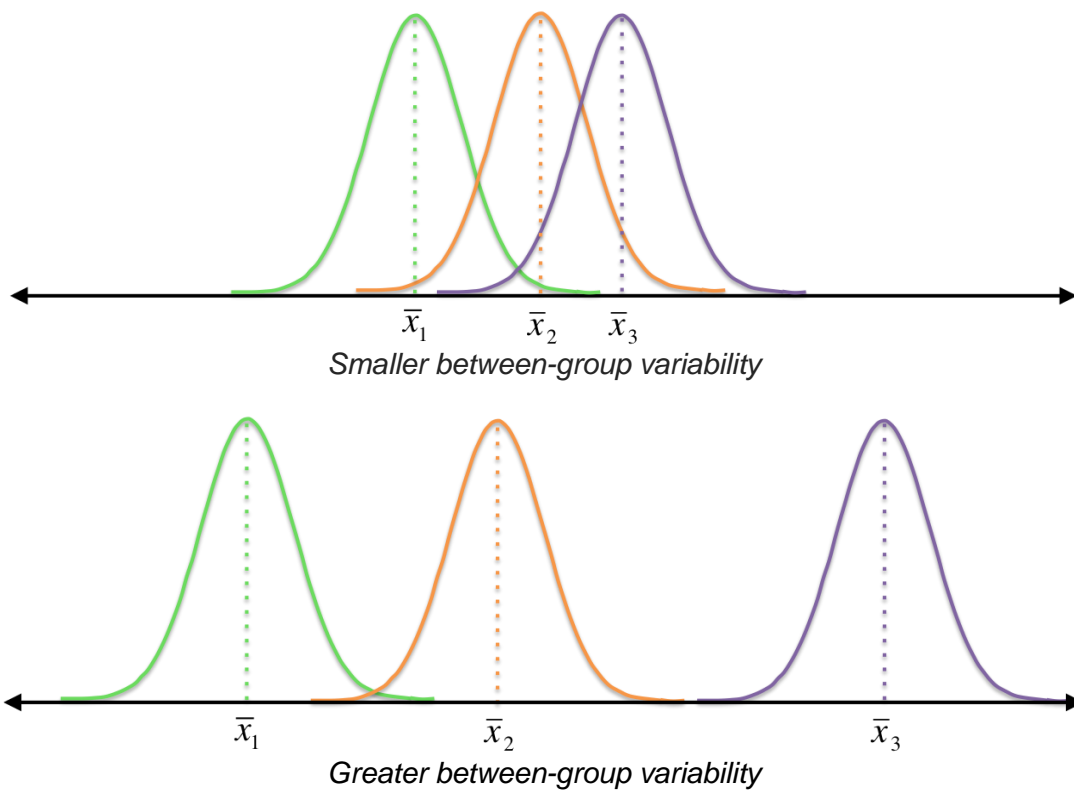 x̄₁ x̄₂ x̄₃
Smaller between-group variability
x̄₁ x̄₂ x̄₃
Greater between-group variability